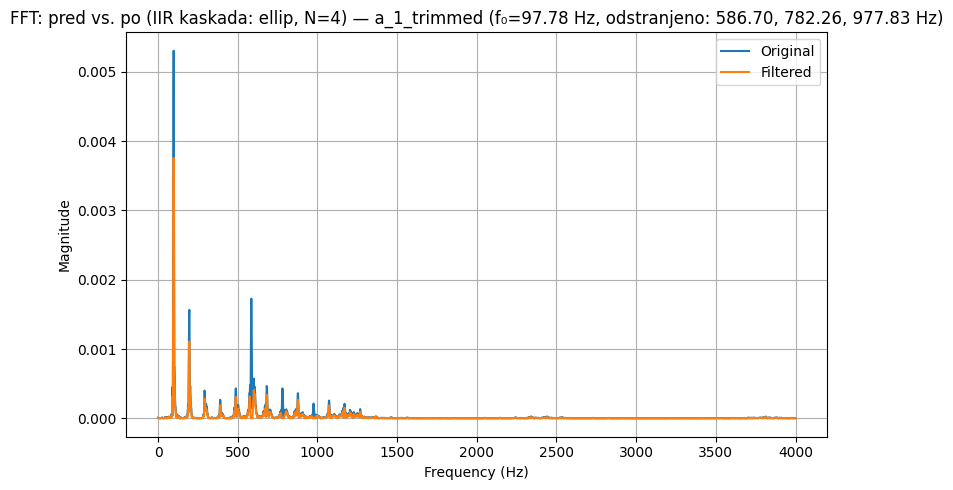 FFT: pred vs. po (IIR kaskada: ellip, N=4) — a_1_trimmed (f₀=97.78 Hz, odstranjeno: 586.70, 782.26, 977.83 Hz)
Original
Filtered
0.005
0.004
0.003
0.002
0.001
0.000
Magnitude
0 500 1000 1500 2000 2500 3000 3500 4000
Frequency (Hz)